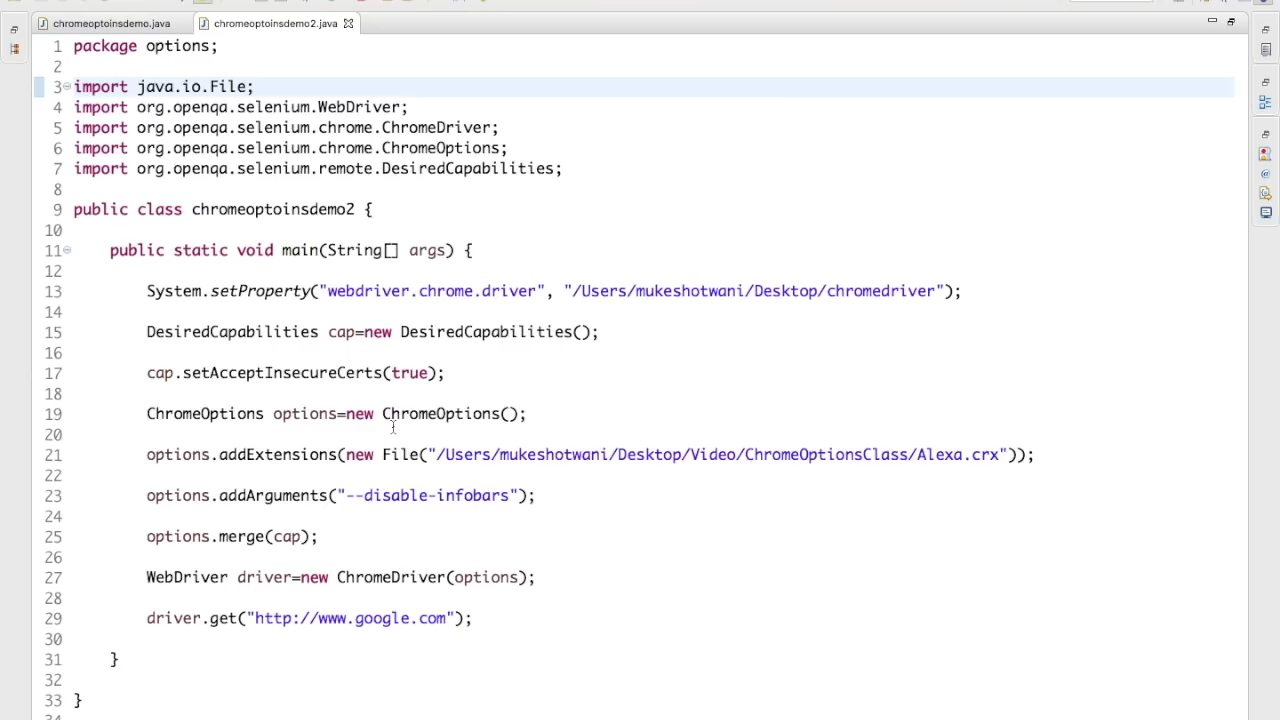 chromeoptoinsdemo.java
chromeoptoinsdemo2.java
1 package options;
2
3 import java.io.File;
4 import org.openqa.selenium.WebDriver;
5 import org.openqa.selenium.chrome.ChromeDriver;
6 import org.openqa.selenium.chrome.ChromeOptions;
7 import org.openqa.selenium.remote.DesiredCapabilities;
8
9 public class chromeoptoinsdemo2 {
10
11 public static void main(String[] args) {
12
13 System.setProperty("webdriver.chrome.driver", "/Users/mukeshotwani/Desktop/chromedriver");
14
15 DesiredCapabilities cap=new DesiredCapabilities();
16
17 cap.setAcceptInsecureCerts(true);
18
19 ChromeOptions options=new ChromeOptions();
20
21 options.addExtensions(new File("/Users/mukeshotwani/Desktop/Video/ChromeOptionsClass/Alexa.crx"));
22
23 options.addArguments("--disable-infobars");
24
25 options.merge(cap);
26
27 WebDriver driver=new ChromeDriver(options);
28
29 driver.get("http://www.google.com");
30
31 }
32
33 }
34